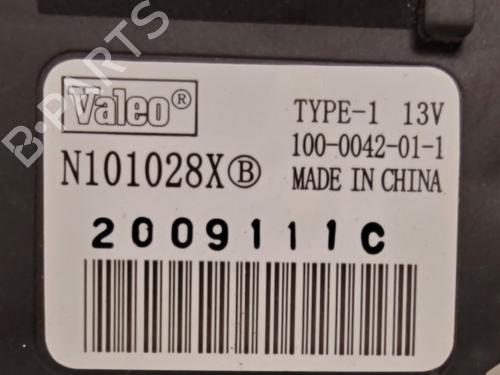 B-PARTS
Valeo®
TYPE-1 13V
100-0042-01-1
N101028XⒷ
MADE IN CHINA
2009111C